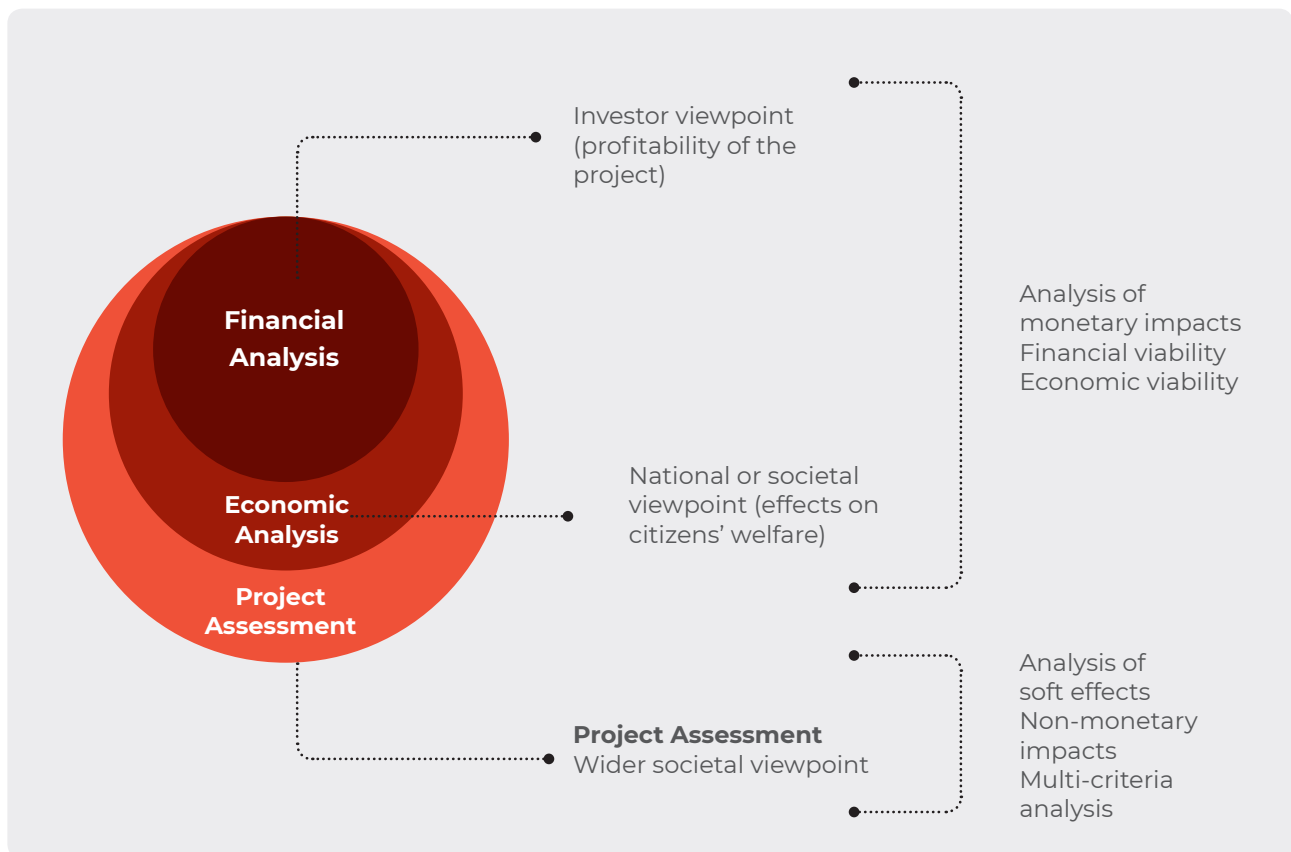 Investor viewpoint
(profitability of the
project)
Financial
Analysis
Analysis of
monetary impacts
Financial viability
Economic viability
National or societal
viewpoint (effects on
citizens’ welfare)
Economic
Analysis
Project
Assessment
Project Assessment
Wider societal viewpoint
Analysis of
soft effects
Non-monetary
impacts
Multi-criteria
analysis